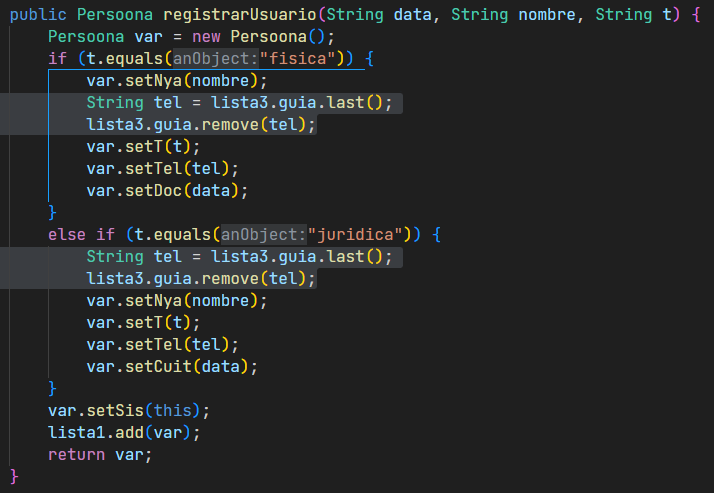 public Persoona registrarUsuario(String data, String nombre, String t) {
    Persoona var = new Persoona();
    if (t.equals(anObject:"fisica")) {
        var.setNya(nombre);
        String tel = lista3.guia.last();
        lista3.guia.remove(tel);
        var.setT(t);
        var.setTel(tel);
        var.setDoc(data);
    }
    else if (t.equals(anObject:"juridica")) {
        String tel = lista3.guia.last();
        lista3.guia.remove(tel);
        var.setNya(nombre);
        var.setT(t);
        var.setTel(tel);
        var.setCuit(data);
    }
    var.setSis(this);
    lista1.add(var);
    return var;
}